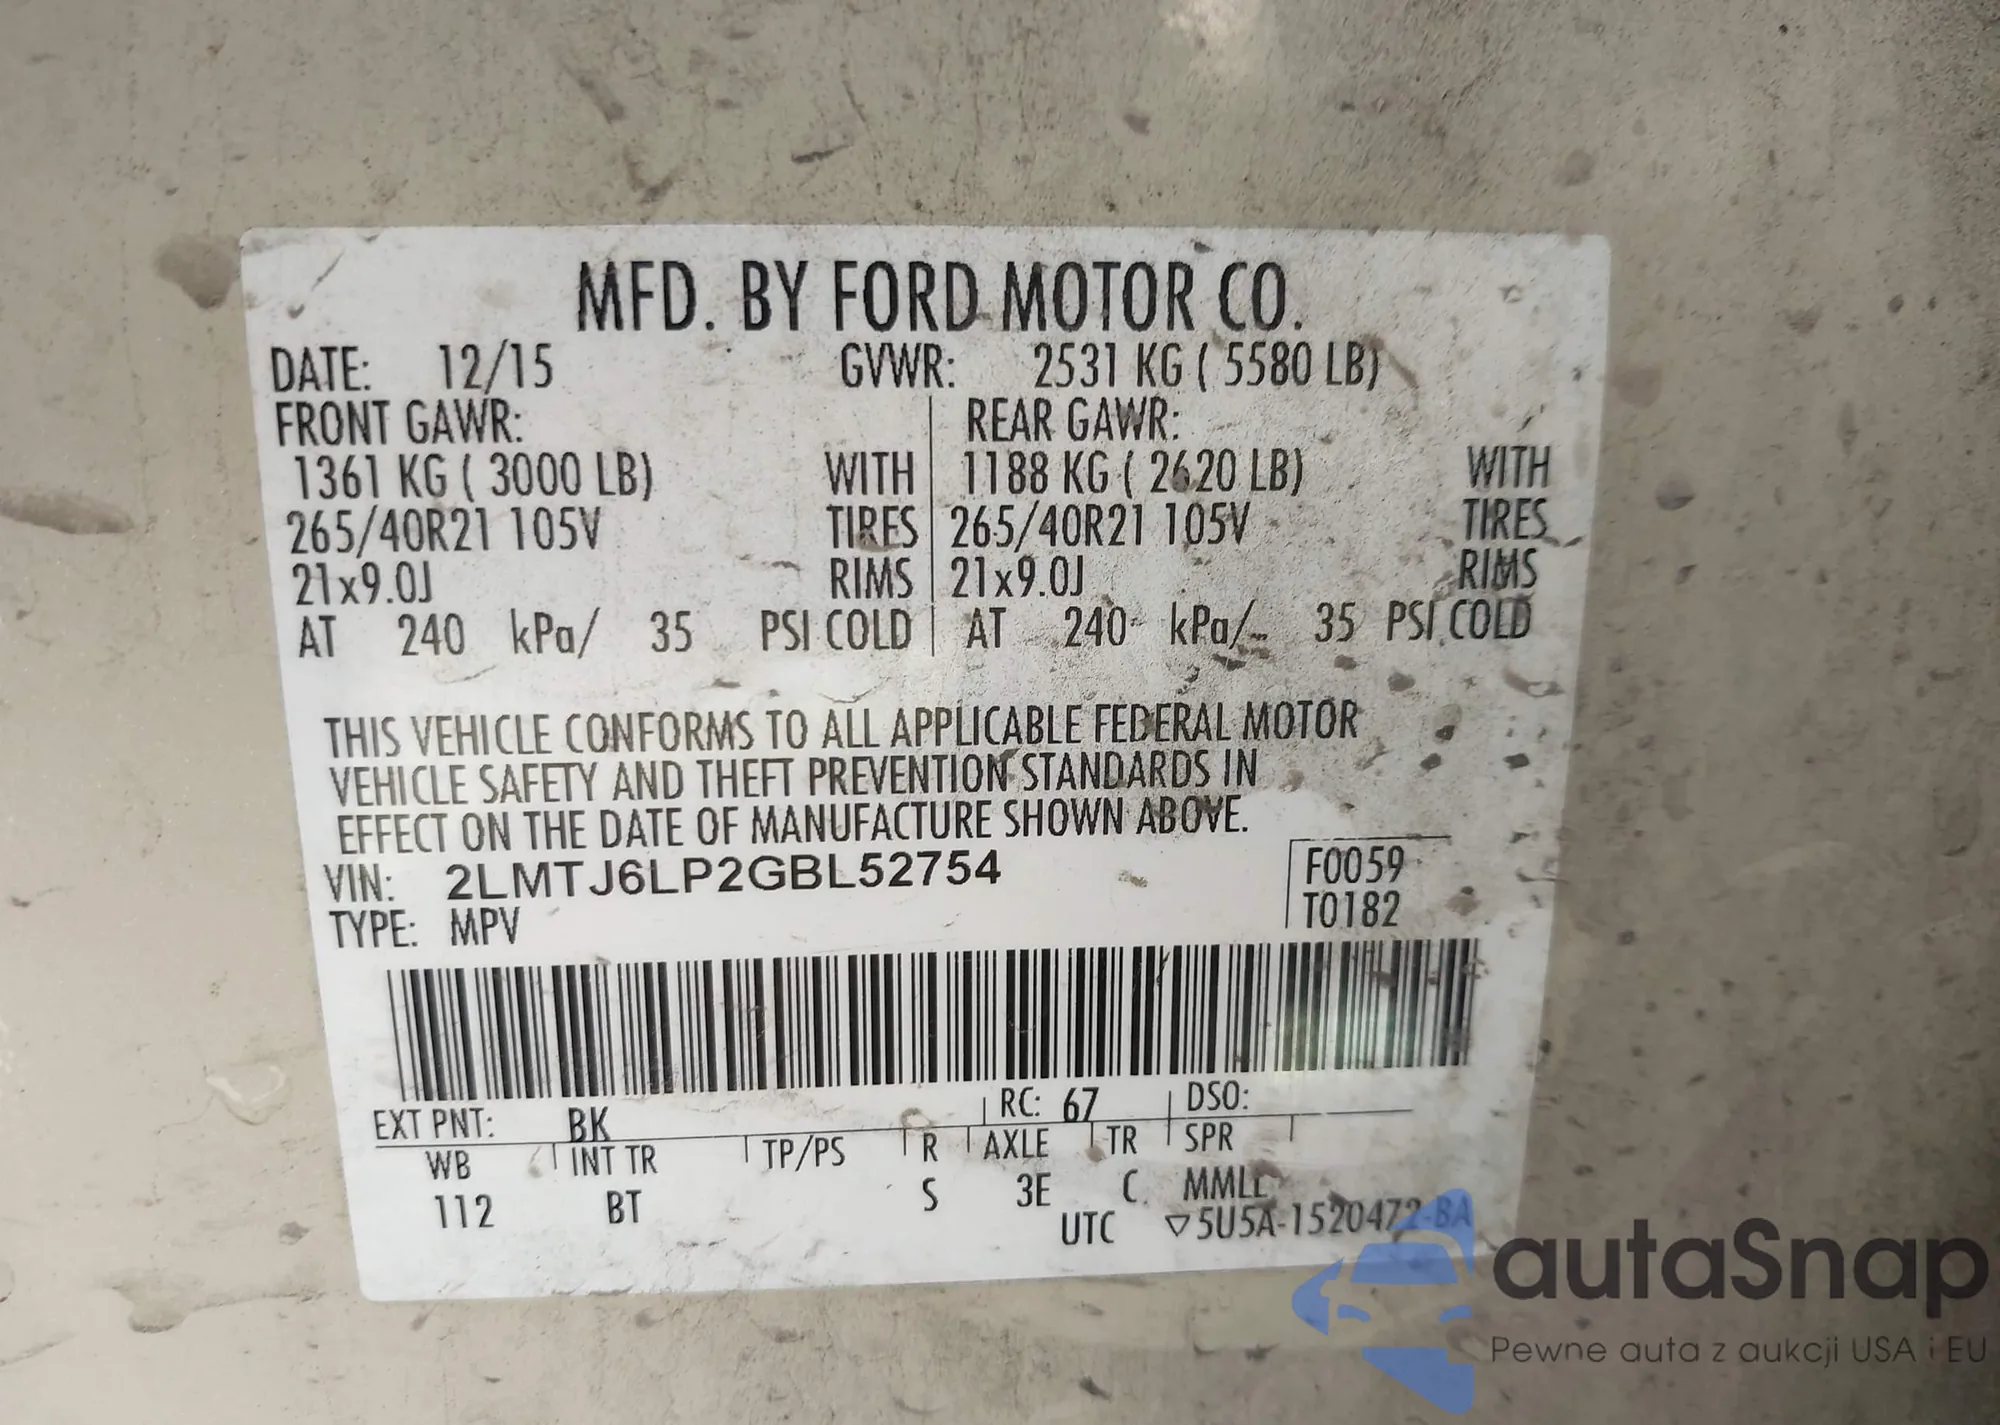 MFD. BY FORD MOTOR CO.
DATE: 12/15 GVWR: 2531 KG ( 5580 LB)
FRONT GAWR: REAR GAWR:
1361 KG ( 3000 LB) WITH 1188 KG ( 2620 LB) WITH
265/40R21 105V TIRES 265/40R21 105V TIRES
21x9.0J RIMS 21x9.0J RIMS
AT 240 kPa/ 35 PSI COLD AT 240 kPa/ 35 PSI COLD
THIS VEHICLE CONFORMS TO ALL APPLICABLE FEDERAL MOTOR
VEHICLE SAFETY AND THEFT PREVENTION STANDARDS IN
EFFECT ON THE DATE OF MANUFACTURE SHOWN ABOVE.
VIN: 2LMTJ6LP2GBL52754 F0059
TYPE: MPV T0182
EXT PNT: BK RC: 67 DSO:
WB INT TR TP/PS R AXLE TR SPR
112 BT S 3E C MMLL
UTC ▽5U5A-1520472-BA
autaSnap
Pewne auta z aukcji USA i EU